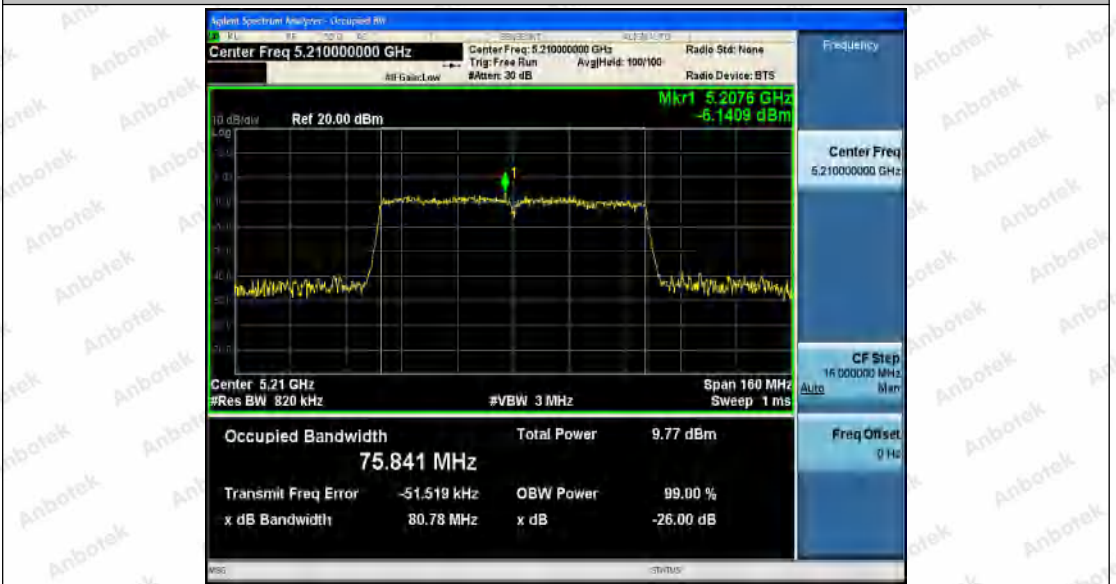 Agilent Spectrum Analyzer - Occupied BW
Center Freq 5.210000000 GHz
Center Freq: 5.210000000 GHz
Radio Std: None
Trig: Free Run
Avg|Hold: 100/100
#IFGain:Low
#Atten: 30 dB
Radio Device: BTS
Frequency
Mkr1 5.2076 GHz
-6.1409 dBm
10 dB/div
Ref 20.00 dBm
Log
1
Center Freq
5.210000000 GHz
Center 5.21 GHz
Span 160 MHz
#Res BW 820 kHz
#VBW 3 MHz
Sweep 1 ms
CF Step
16.000000 MHz
Auto
Man
Occupied Bandwidth
Total Power
9.77 dBm
75.841 MHz
Transmit Freq Error
-51.519 kHz
OBW Power
99.00 %
x dB Bandwidth
80.78 MHz
x dB
-26.00 dB
Freq Offset
0 Hz
MSG
STATUS
Anbotek